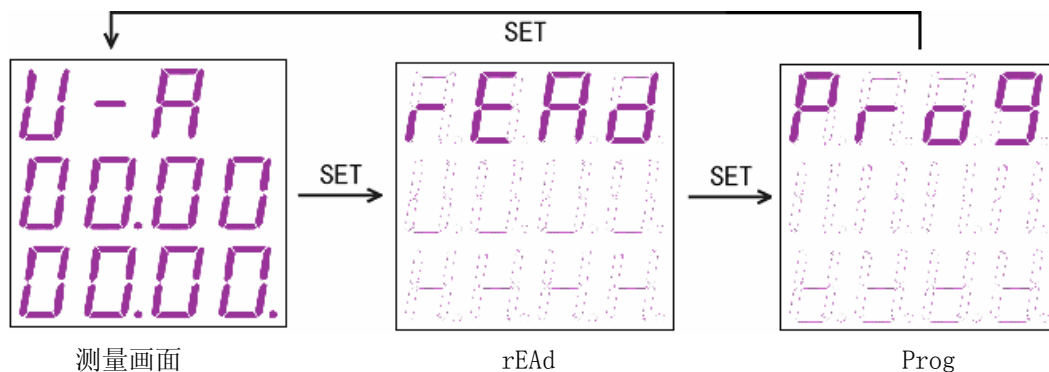 SET
U-A
00.00
00.00.
SET
rEAd
SET
Prog
测量画面
rEAd
Prog